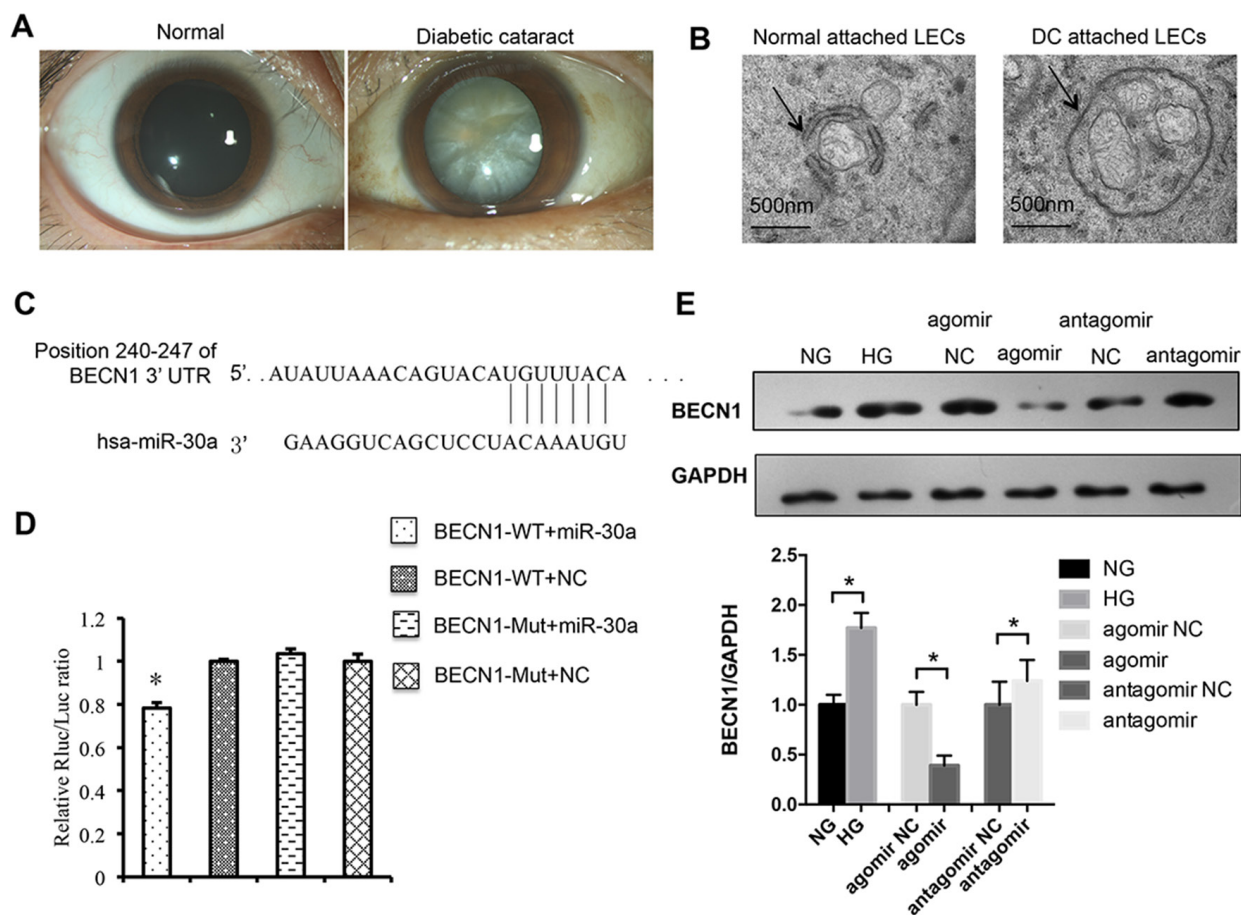 A
Normal
Diabetic cataract
B
Normal attached LECs
DC attached LECs
500nm
500nm
C
Position 240-247 of
BECN1 3' UTR
5'. . AUAUUAAACAGUACAUGUUUACA . . .
hsa-miR-30a
3' GAAGGUCAGCUCCUACAAAUGU
D
BECN1-WT+miR-30a
BECN1-WT+NC
BECN1-Mut+miR-30a
BECN1-Mut+NC
Relative Rluc/Luc ratio
1.2
1
0.8
0.6
0.4
0.2
0
*
E
agomir
antagomir
NG
HG
NC
agomir
NC
antagomir
BECN1
GAPDH
BECN1/GAPDH
2.5
2.0
1.5
1.0
0.5
0.0
*
*
*
NG
HG
agomir NC
agomir
antagomir NC
antagomir
NG
HG
agomir NC
agomir
antagomir NC
antagomir